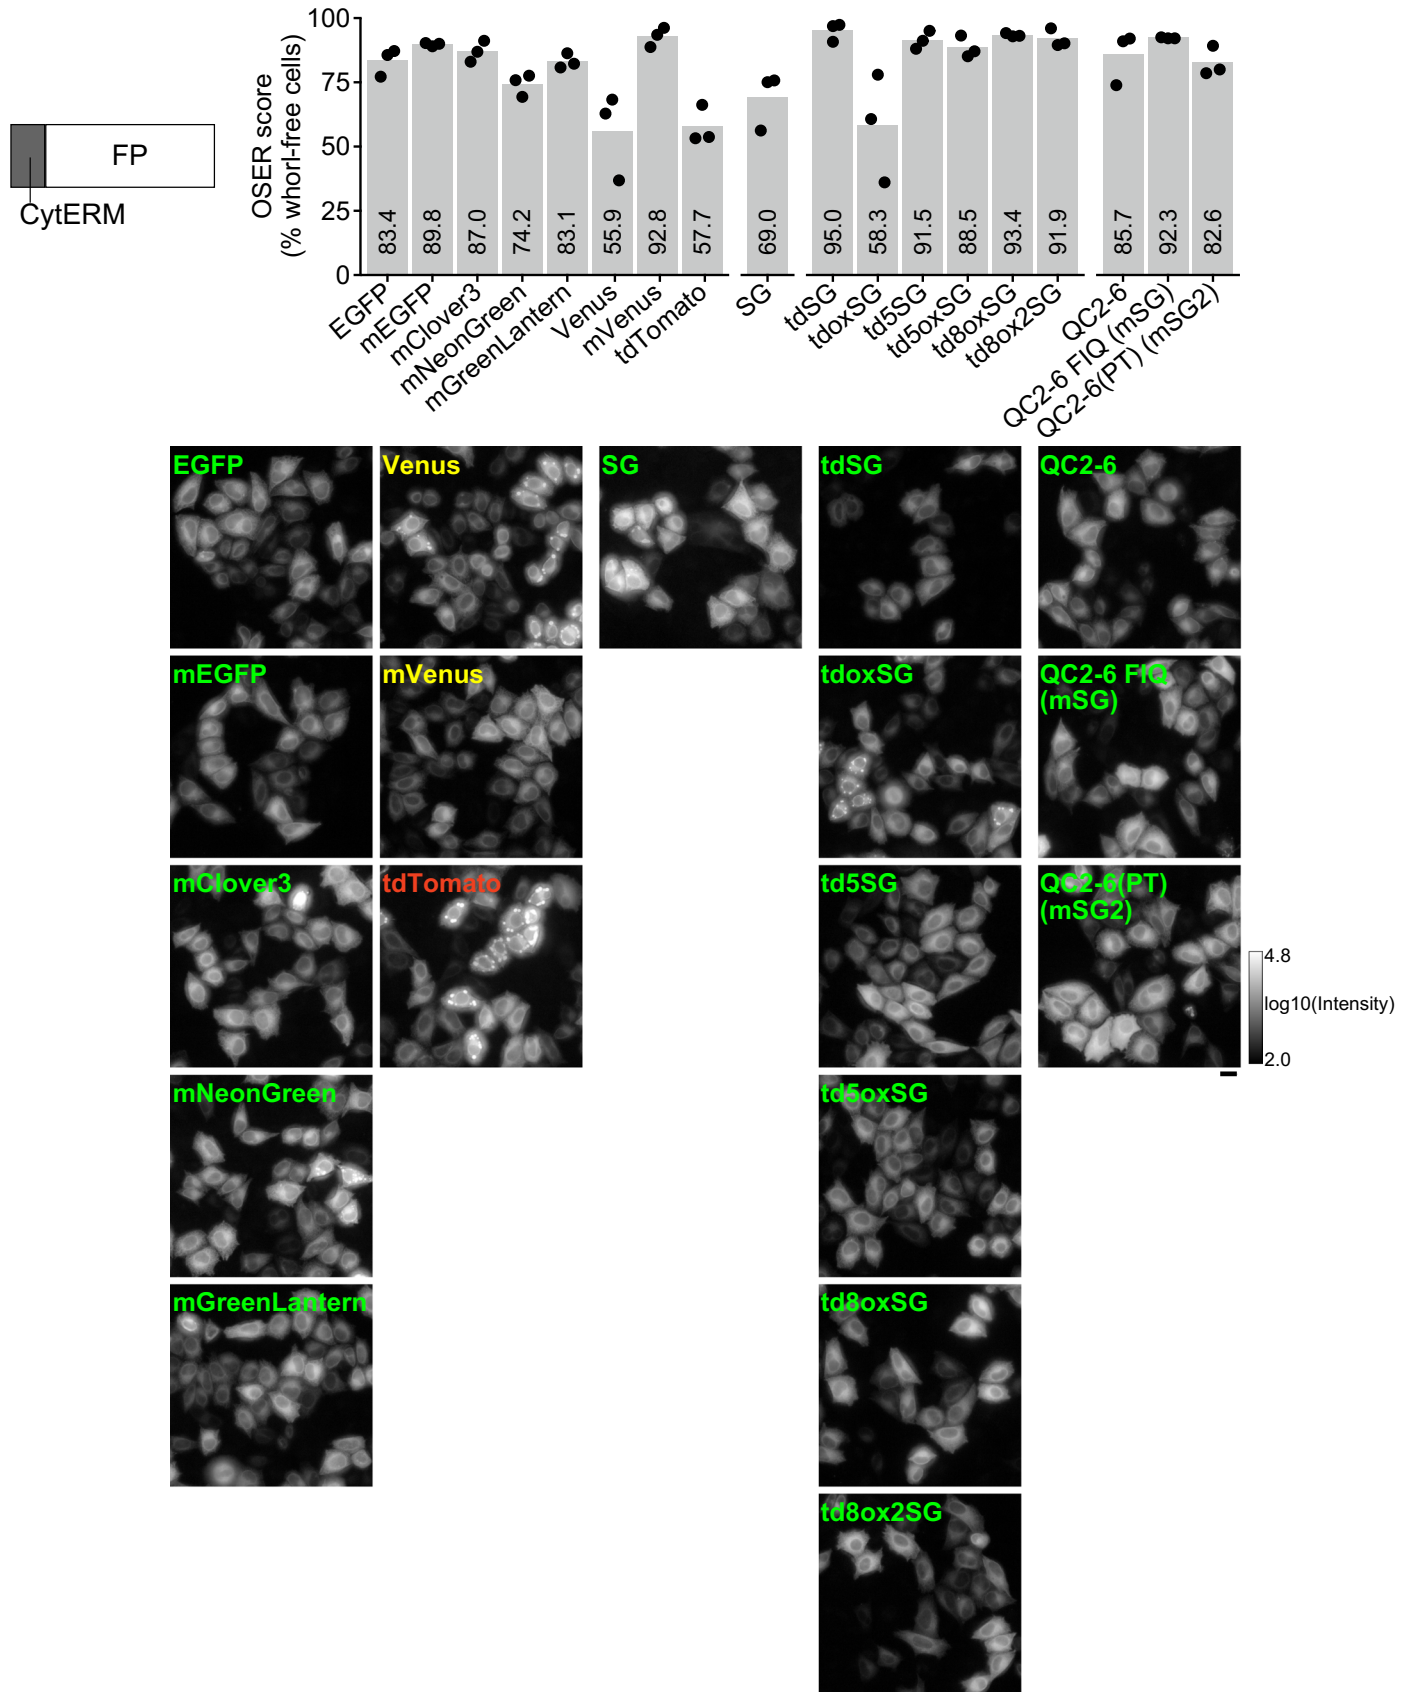 FP
CytERM
OSER score
(% whorl-free cells)
100
75
50
25
0
83.4
89.8
87.0
74.2
83.1
55.9
92.8
57.7
69.0
95.0
58.3
91.5
88.5
93.4
91.9
85.7
92.3
82.6
EGFP
mEGFP
mClover3
mNeonGreen
mGreenLantern
Venus
mVenus
tdTomato
SG
tdSG
tdoxSG
td5SG
td5oxSG
td8oxSG
td8ox2SG
QC2-6
QC2-6 FIQ (mSG)
QC2-6(PT) (mSG2)
EGFP
Venus
SG
tdSG
QC2-6
mEGFP
mVenus
tdoxSG
QC2-6 FIQ
(mSG)
mClover3
tdTomato
td5SG
QC2-6(PT)
(mSG2)
4.8
log10(Intensity)
2.0
mNeonGreen
td5oxSG
mGreenLantern
td8oxSG
td8ox2SG